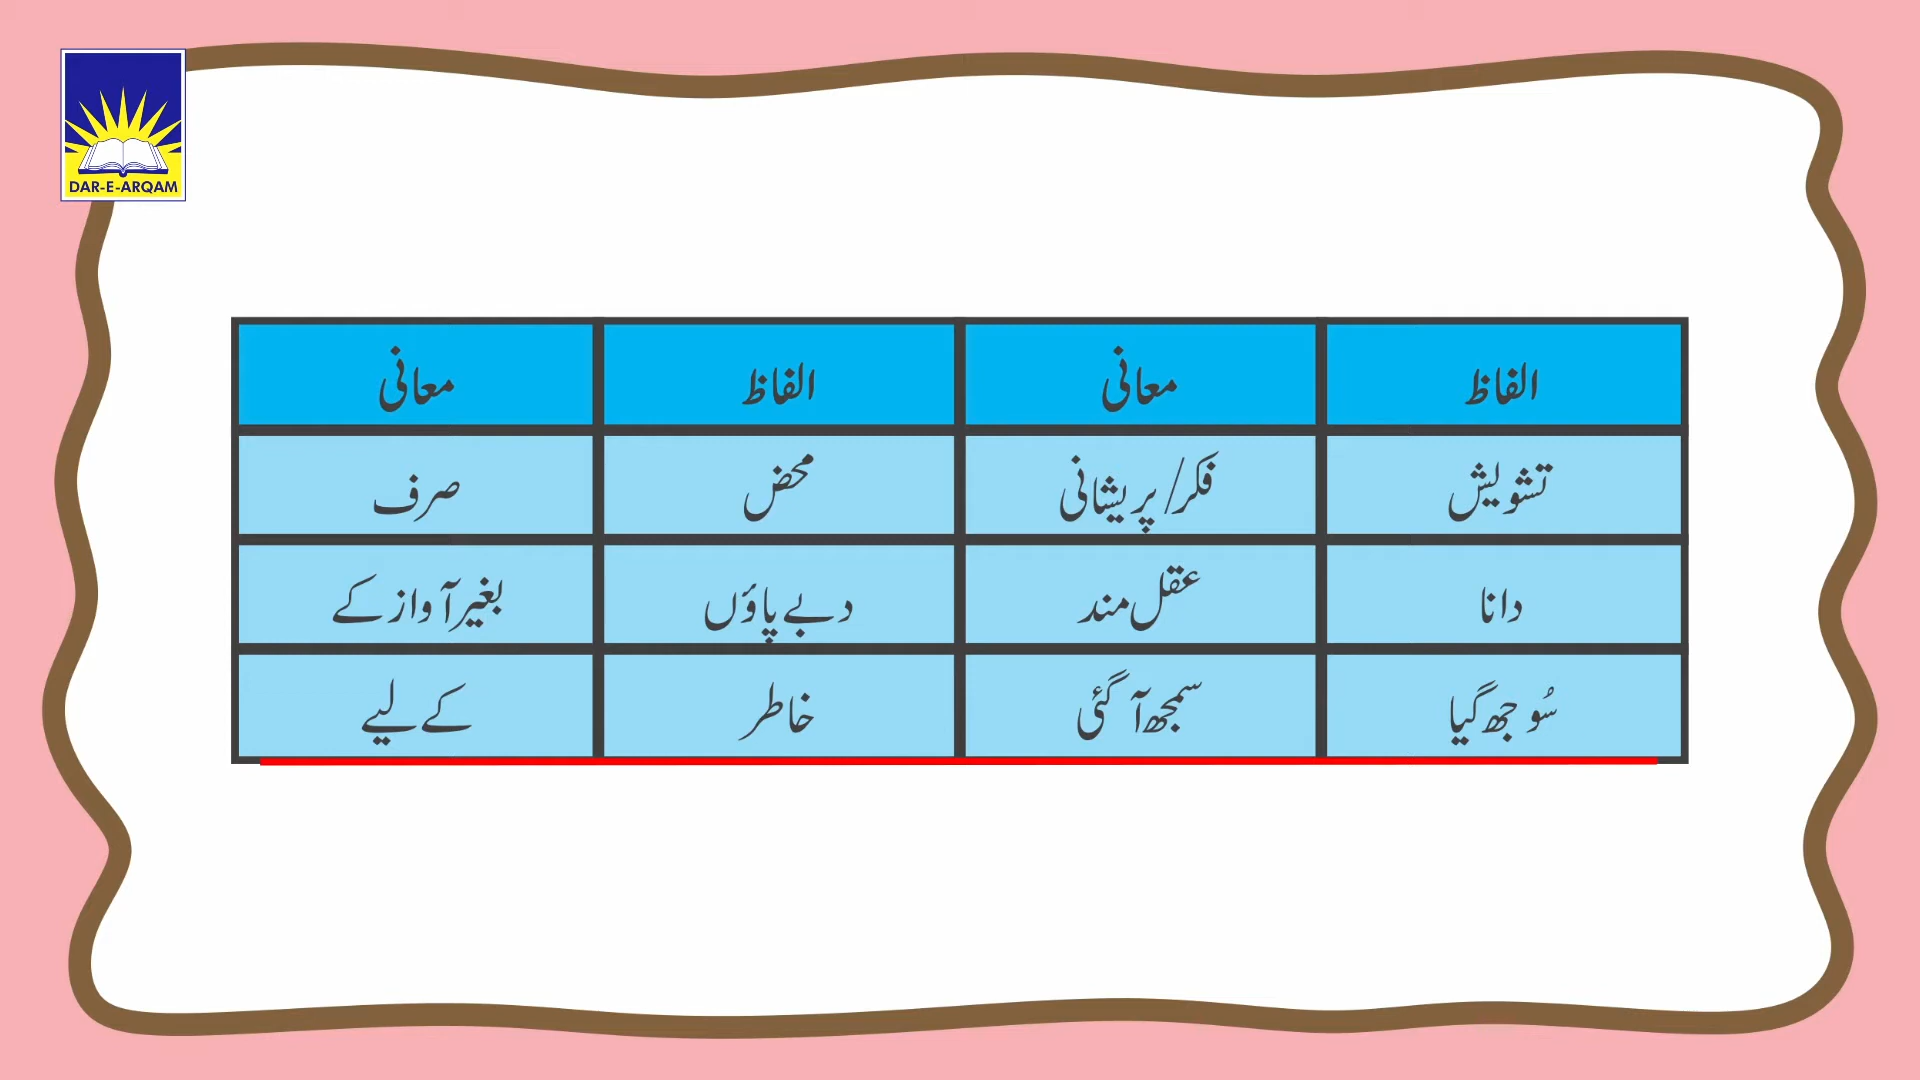 DAR-E-ARQAM
الفاظ معانی الفاظ معانی
تشویش فکر/پریشانی محض صرف
دانا عقل مند دبے پاؤں بغیر آواز کے
سُوجھ گیا سمجھ آ گئی خاطر کے لیے